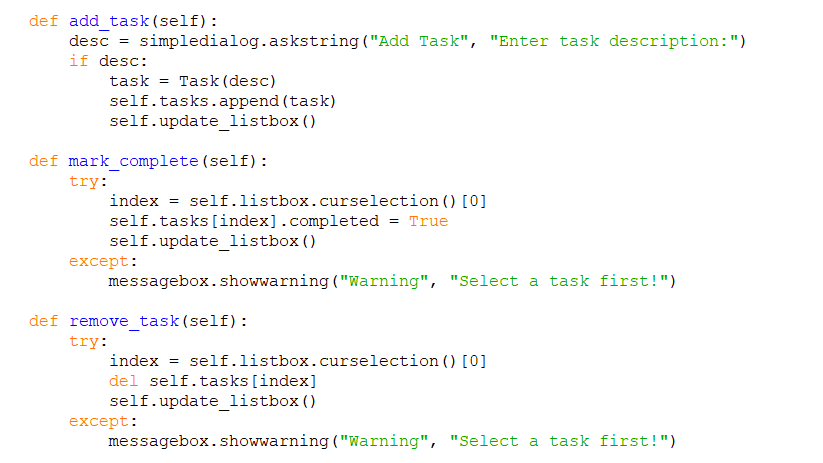 def add_task(self):
    desc = simpledialog.askstring("Add Task", "Enter task description:")
    if desc:
        task = Task(desc)
        self.tasks.append(task)
        self.update_listbox()

def mark_complete(self):
    try:
        index = self.listbox.curselection()[0]
        self.tasks[index].completed = True
        self.update_listbox()
    except:
        messagebox.showwarning("Warning", "Select a task first!")

def remove_task(self):
    try:
        index = self.listbox.curselection()[0]
        del self.tasks[index]
        self.update_listbox()
    except:
        messagebox.showwarning("Warning", "Select a task first!")